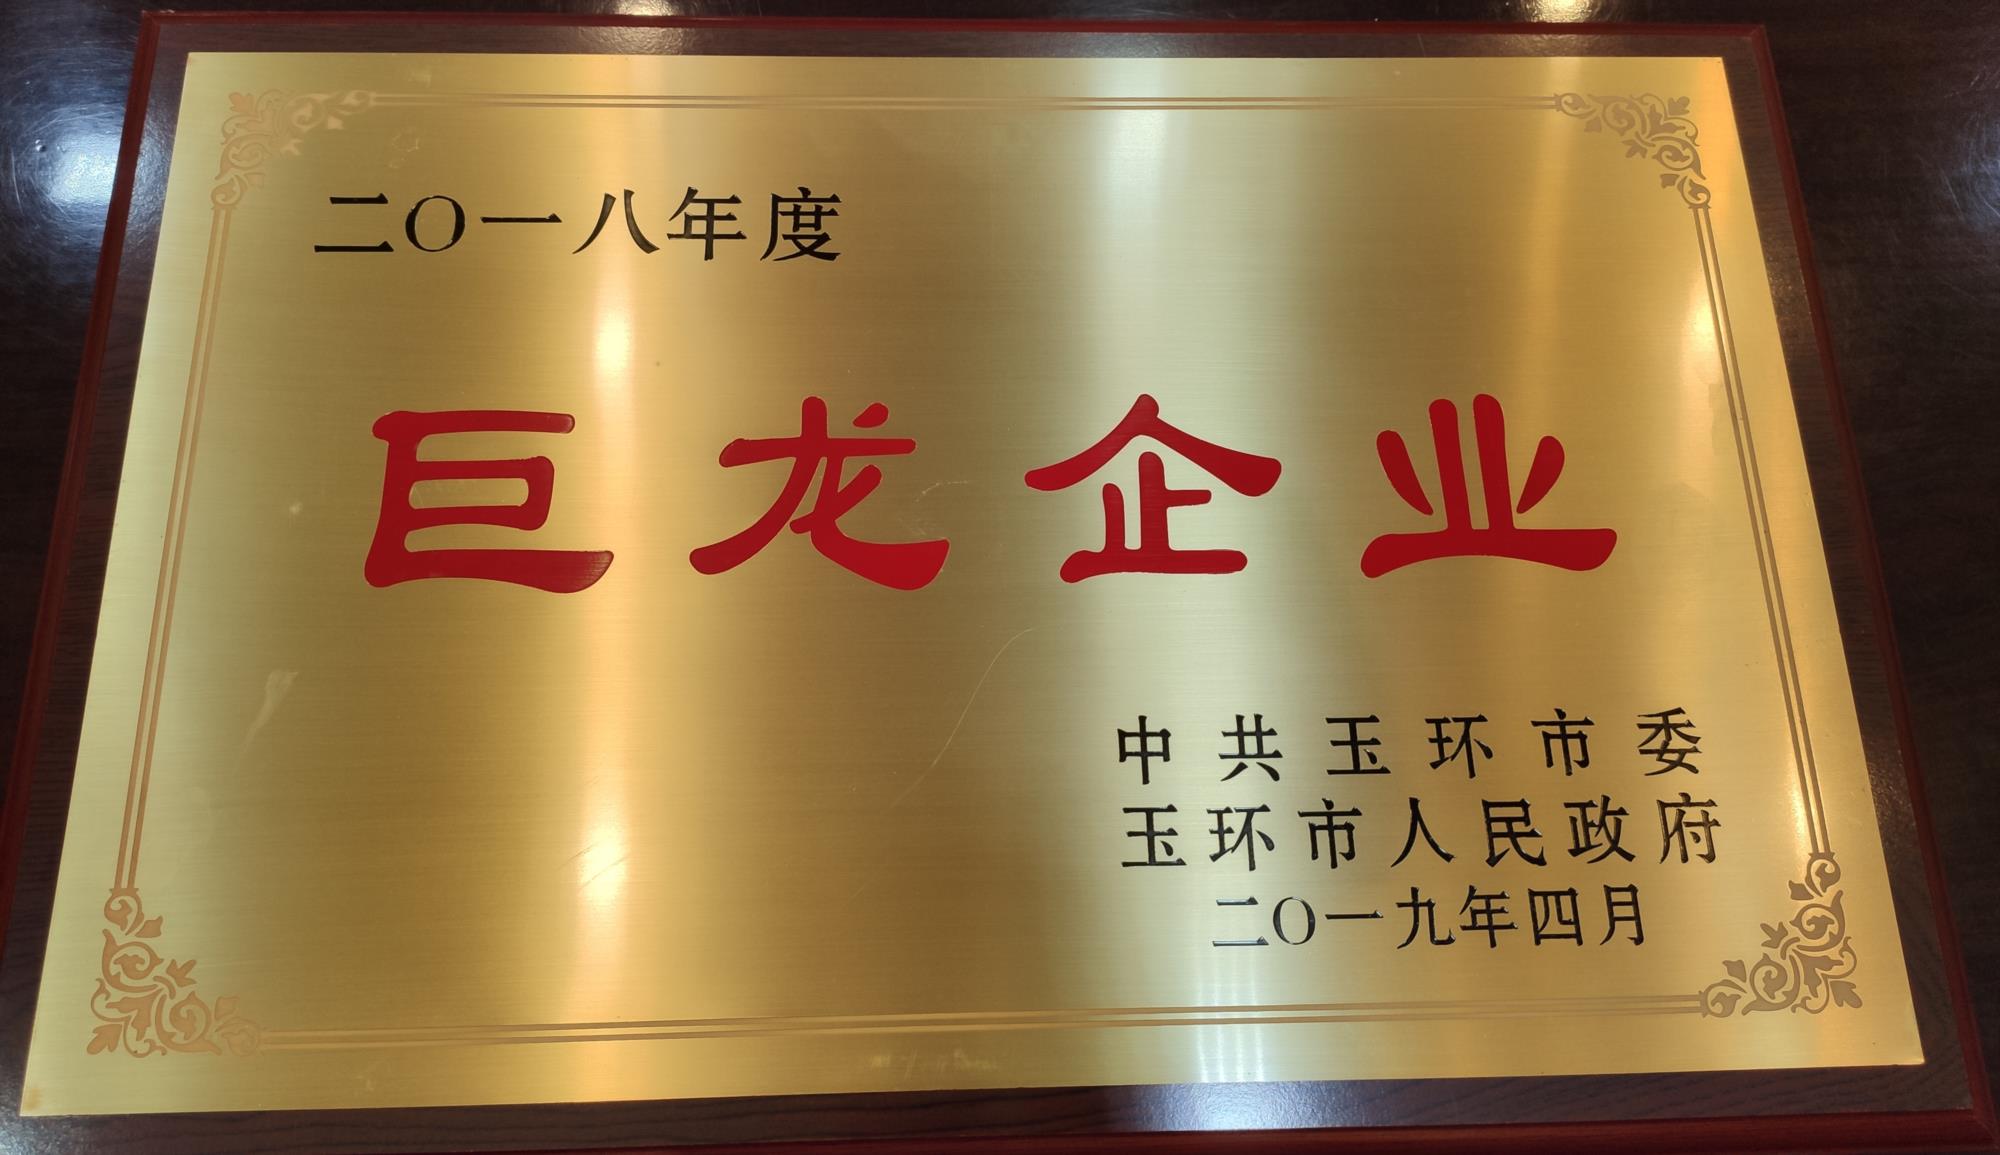 二〇一八年度
巨龙企业
中共玉环市委
玉环市人民政府
二〇一九年四月